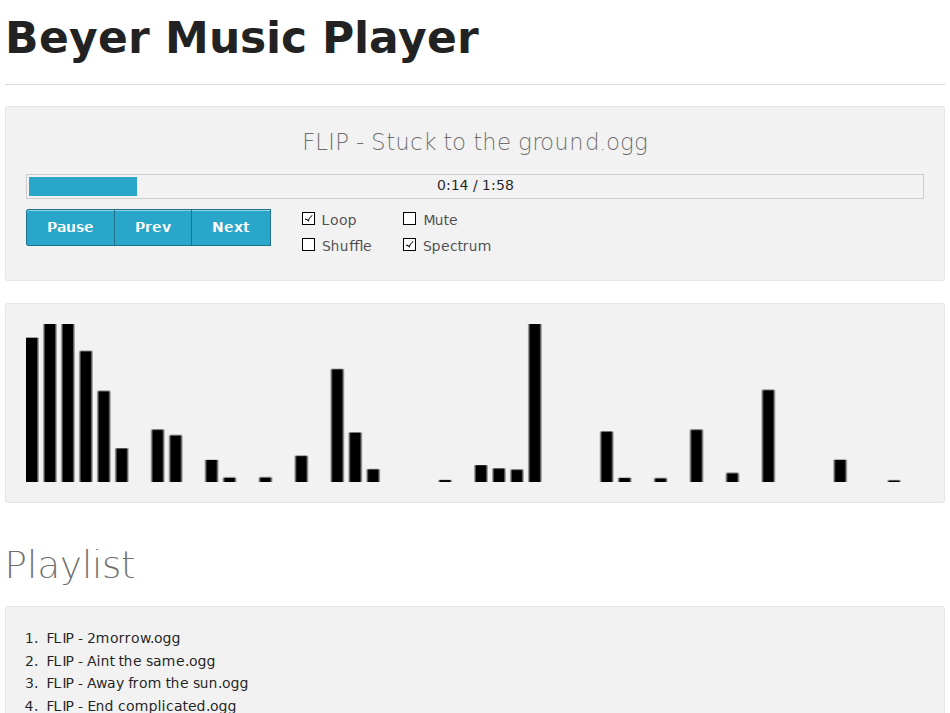 Beyer Music Player
FLIP - Stuck to the ground.ogg
0:14 / 1:58
Pause Prev Next
Loop Mute
Shuffle Spectrum
Playlist
1. FLIP - 2morrow.ogg
2. FLIP - Aint the same.ogg
3. FLIP - Away from the sun.ogg
4. FLIP - End complicated.ogg